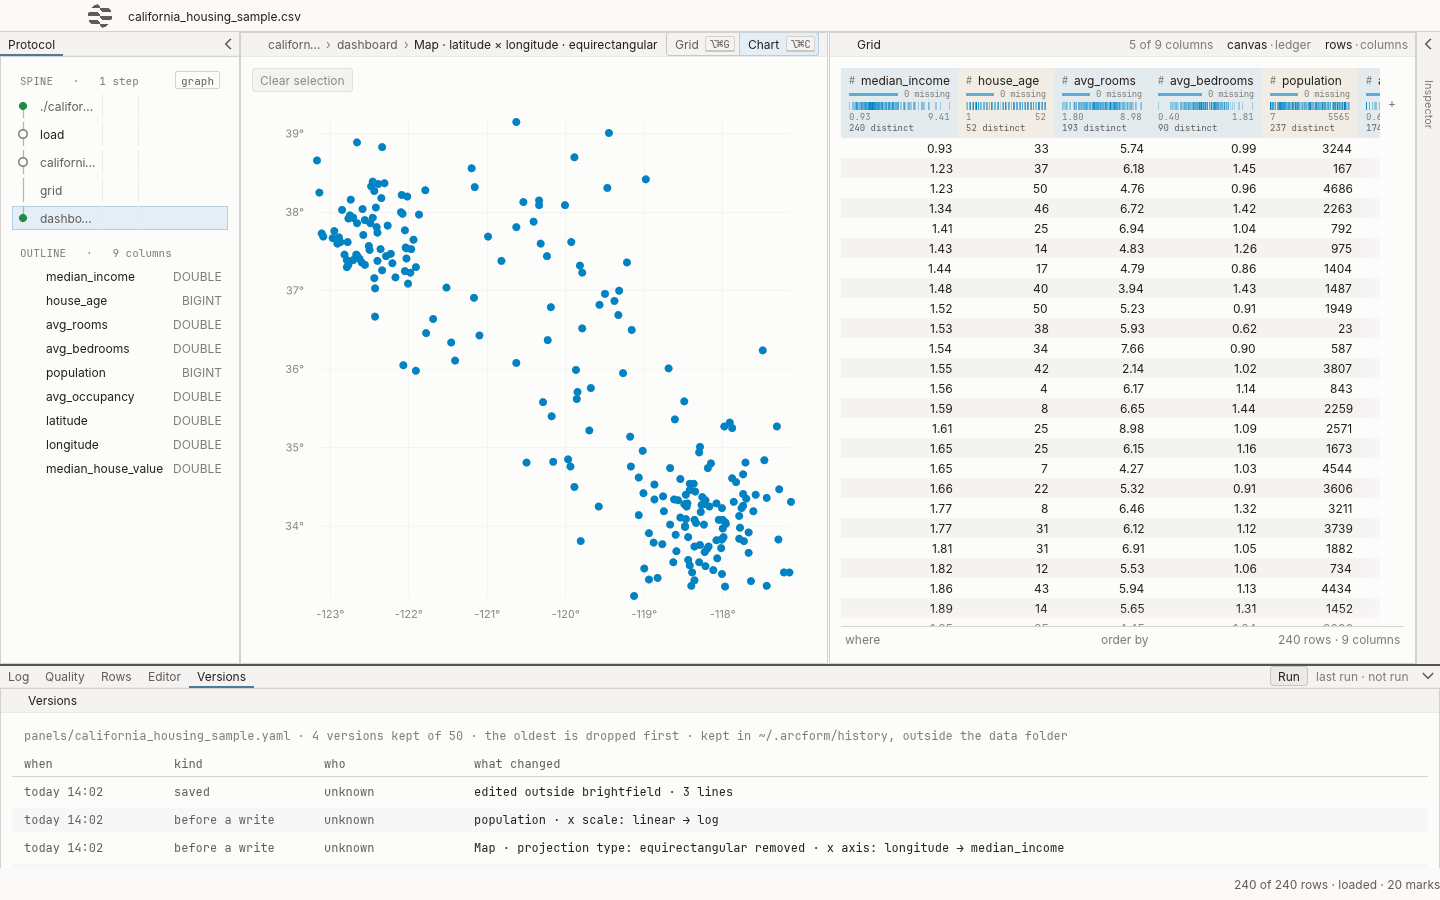 california_housing_sample.csv
Protocol
SPINE · 1 step graph
./califor...
load
californi...
grid
dashbo...
OUTLINE · 9 columns
median_income DOUBLE
house_age BIGINT
avg_rooms DOUBLE
avg_bedrooms DOUBLE
population BIGINT
avg_occupancy DOUBLE
latitude DOUBLE
longitude DOUBLE
median_house_value DOUBLE
californ... › dashboard › Map · latitude × longitude · equirectangular Grid ⌥⌘G Chart ⌥⌘C
Clear selection
39°
38°
37°
36°
35°
34°
-123° -122° -121° -120° -119° -118°
Grid 5 of 9 columns canvas · ledger rows · columns
# median_income # house_age # avg_rooms # avg_bedrooms # population #
0 missing 0 missing 0 missing 0 missing 0 missing
0.93 9.41 1 52 1.80 8.98 0.40 1.81 7 5565
240 distinct 52 distinct 193 distinct 90 distinct 237 distinct 174
+
0.93 33 5.74 0.99 3244
1.23 37 6.18 1.45 167
1.23 50 4.76 0.96 4686
1.34 46 6.72 1.42 2263
1.41 25 6.94 1.04 792
1.43 14 4.83 1.26 975
1.44 17 4.79 0.86 1404
1.48 40 3.94 1.43 1487
1.52 50 5.23 0.91 1949
1.53 38 5.93 0.62 23
1.54 34 7.66 0.90 587
1.55 42 2.14 1.02 3807
1.56 4 6.17 1.14 843
1.59 8 6.65 1.44 2259
1.61 25 8.98 1.09 2571
1.65 25 6.15 1.16 1673
1.65 7 4.27 1.03 4544
1.66 22 5.32 0.91 3606
1.77 8 6.46 1.32 3211
1.77 31 6.12 1.12 3739
1.81 31 6.91 1.05 1882
1.82 12 5.53 1.06 734
1.86 43 5.94 1.13 4434
1.89 14 5.65 1.31 1452
where order by 240 rows · 9 columns
Inspector
Log Quality Rows Editor Versions Run last run · not run
Versions
panels/california_housing_sample.yaml · 4 versions kept of 50 · the oldest is dropped first · kept in ~/.arcform/history, outside the data folder
when kind who what changed
today 14:02 saved unknown edited outside brightfield · 3 lines
today 14:02 before a write unknown population · x scale: linear → log
today 14:02 before a write unknown Map · projection type: equirectangular removed · x axis: longitude → median_income
240 of 240 rows · loaded · 20 marks